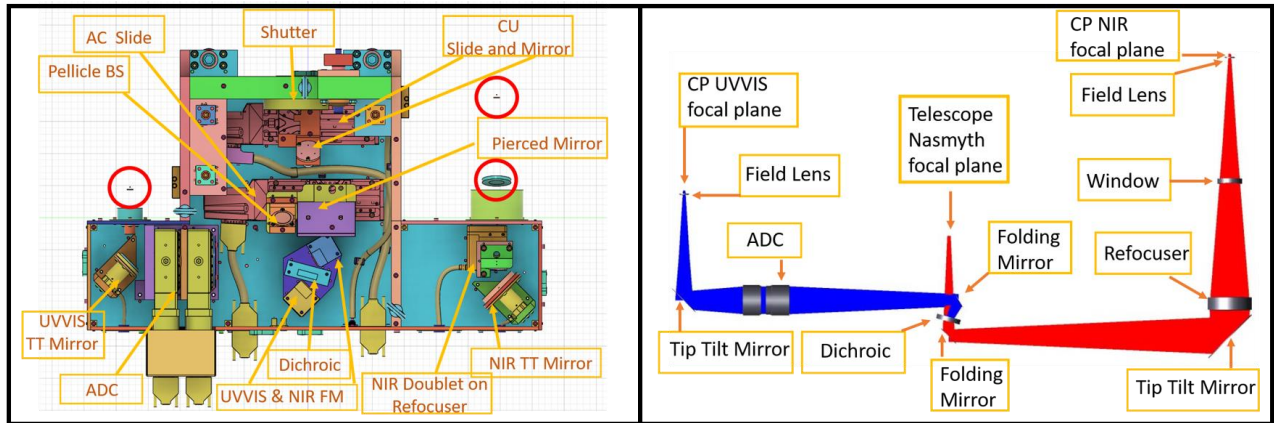 AC Slide
Shutter
CU
Slide and Mirror
Pellicle BS
Pierced Mirror
UVVIS
TT Mirror
ADC
Dichroic
UVVIS & NIR FM
NIR Doublet on
Refocuser
NIR TT Mirror
CP NIR
focal plane
CP UVVIS
focal plane
Field Lens
Telescope
Nasmyth
focal plane
Field Lens
Window
ADC
Folding
Mirror
Refocuser
Tip Tilt Mirror
Dichroic
Folding
Mirror
Tip Tilt Mirror